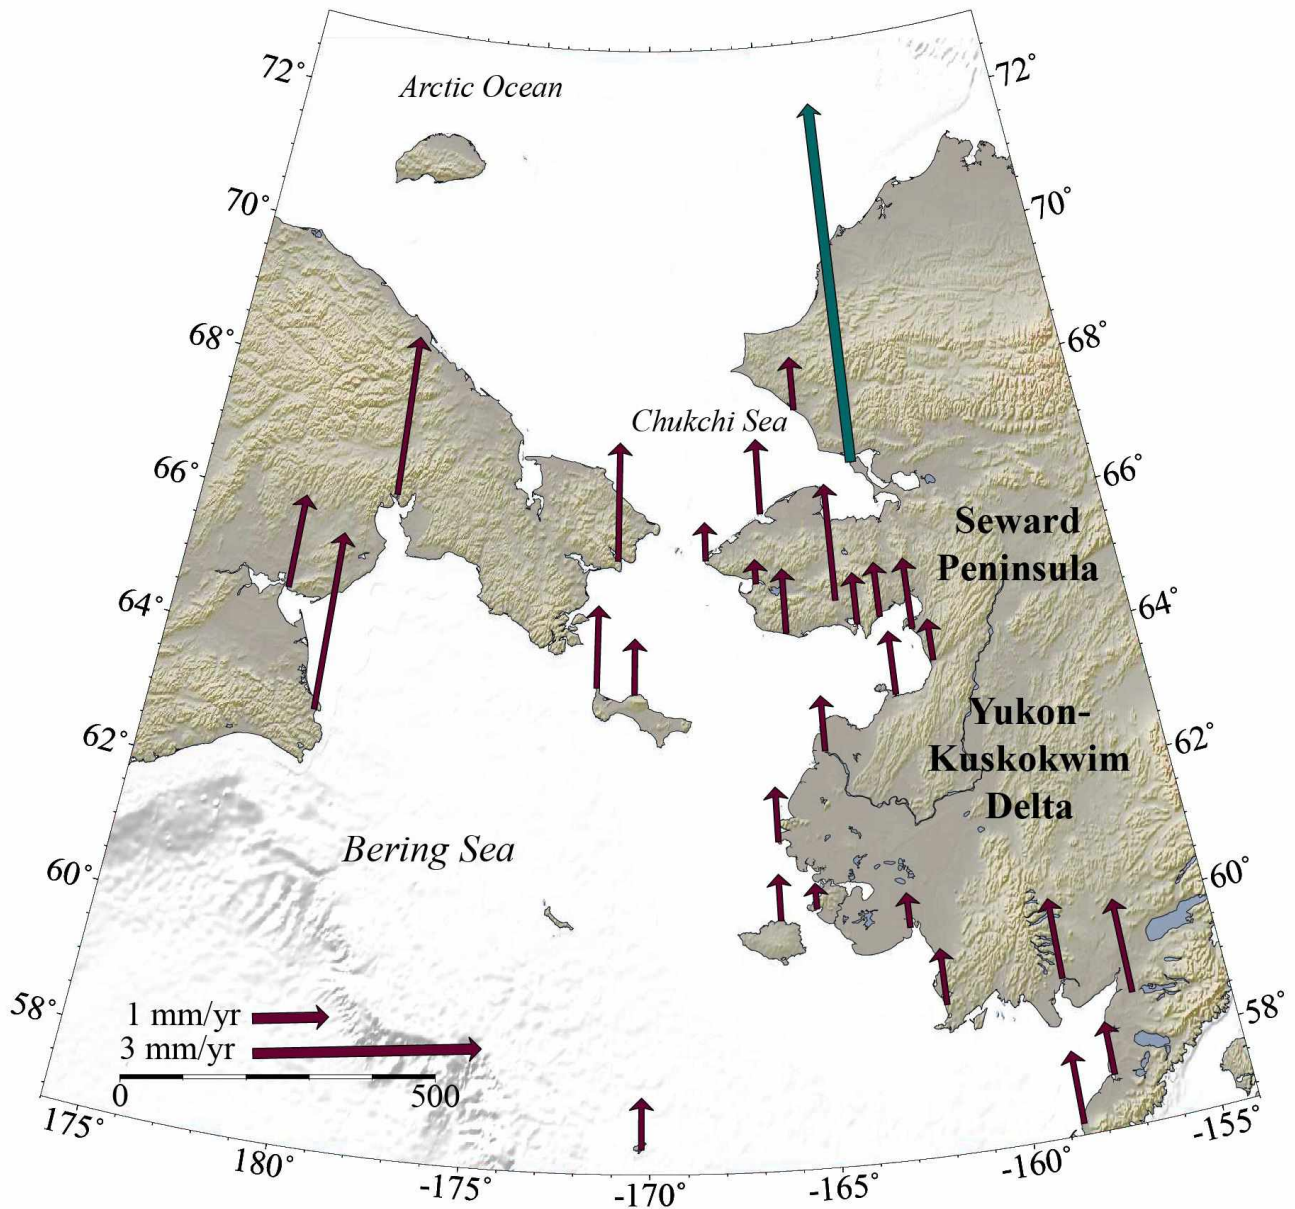 72°
72°
Arctic Ocean
70°
70°
68°
68°
Chukchi Sea
66°
66°
Seward
Peninsula
64°
64°
62°
62°
Yukon-
Kuskokwim
Delta
Bering Sea
60°
60°
58°
58°
1 mm/yr
3 mm/yr
0
500
175°
180°
-175°
-170°
-165°
-160°
-155°